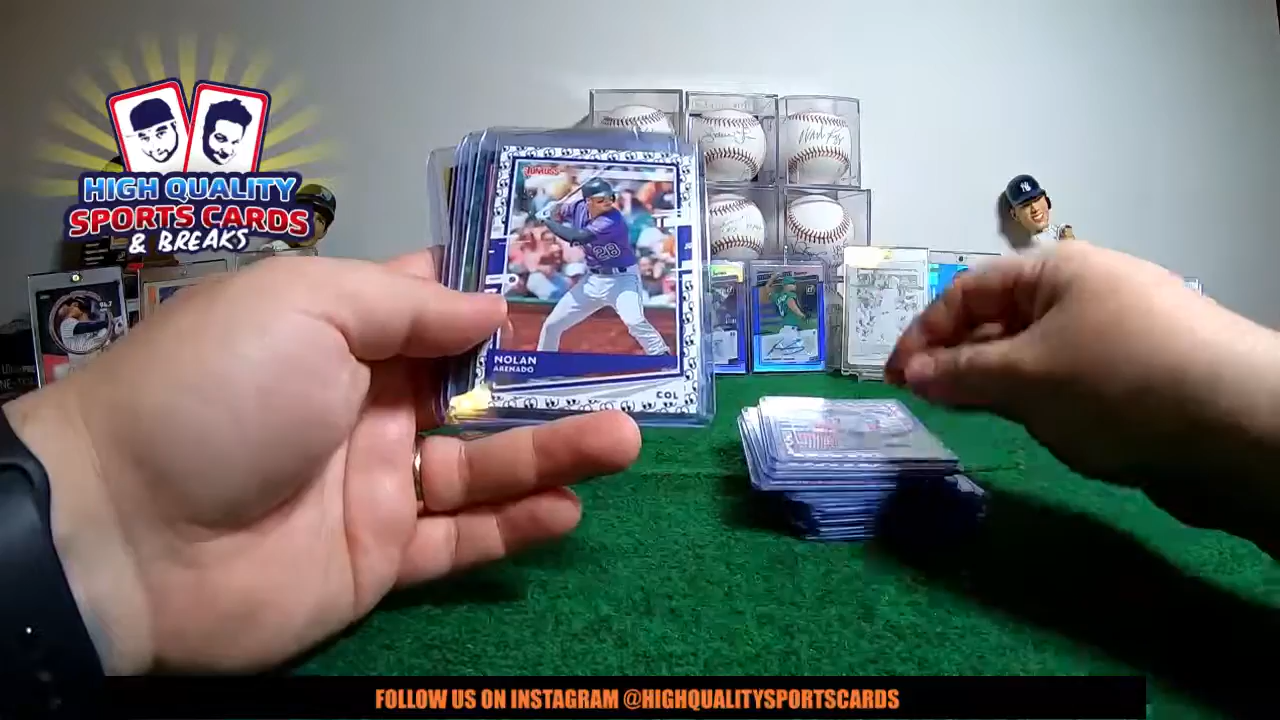 HIGH QUALITY
SPORTS CARDS
& BREAKS
DONRUSS
28
NOLAN
ARENADO
COL
FOLLOW US ON INSTAGRAM @HIGHQUALITYSPORTSCARDS